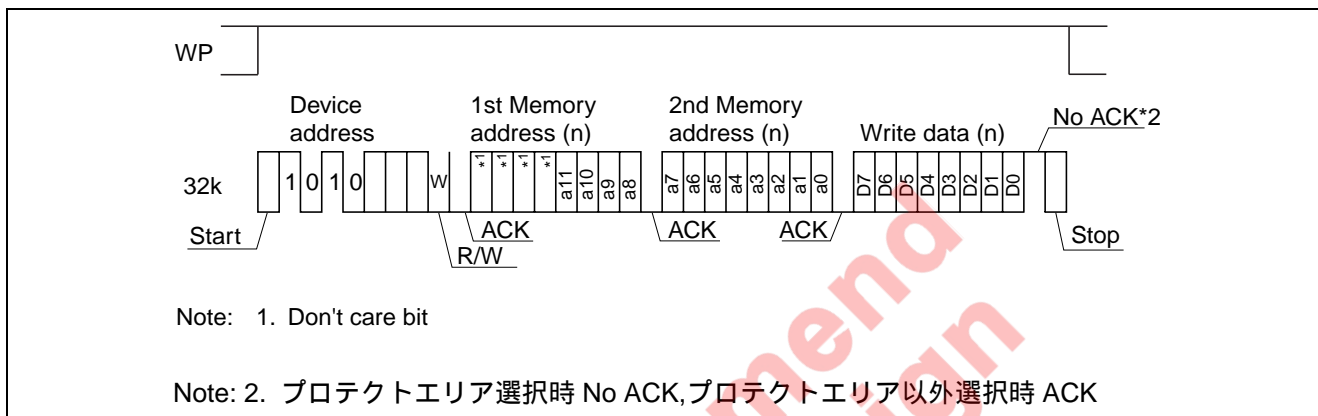 WP
Device address
1st Memory address (n)
2nd Memory address (n)
Write data (n)
No ACK*2
32k
1 0 1 0 W *1 *1 *1 *1 a11 a10 a9 a8 a7 a6 a5 a4 a3 a2 a1 a0 D7 D6 D5 D4 D3 D2 D1 D0
Start
R/W
ACK
ACK
ACK
Stop
Note: 1. Don't care bit
Note: 2. プロテクトエリア選択時 No ACK,プロテクトエリア以外選択時 ACK
mmend
sign